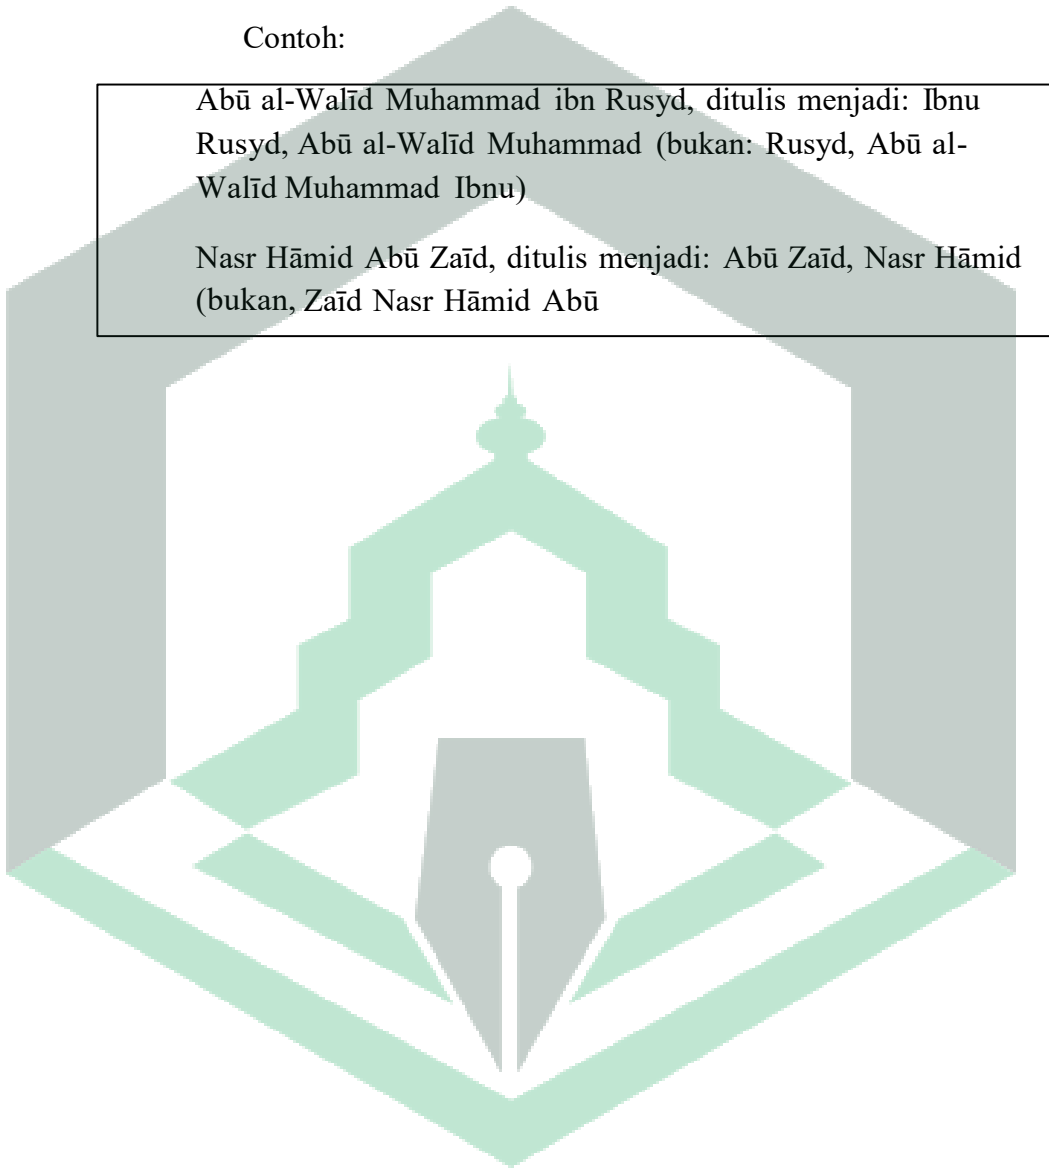 Contoh:
Abū al-Walīd Muhammad ibn Rusyd, ditulis menjadi: Ibnu
Rusyd, Abū al-Walīd Muhammad (bukan: Rusyd, Abū al-
Walīd Muhammad Ibnu)
Nasr Hāmid Abū Zaīd, ditulis menjadi: Abū Zaīd, Nasr Hāmid
(bukan, Zaīd Nasr Hāmid Abū